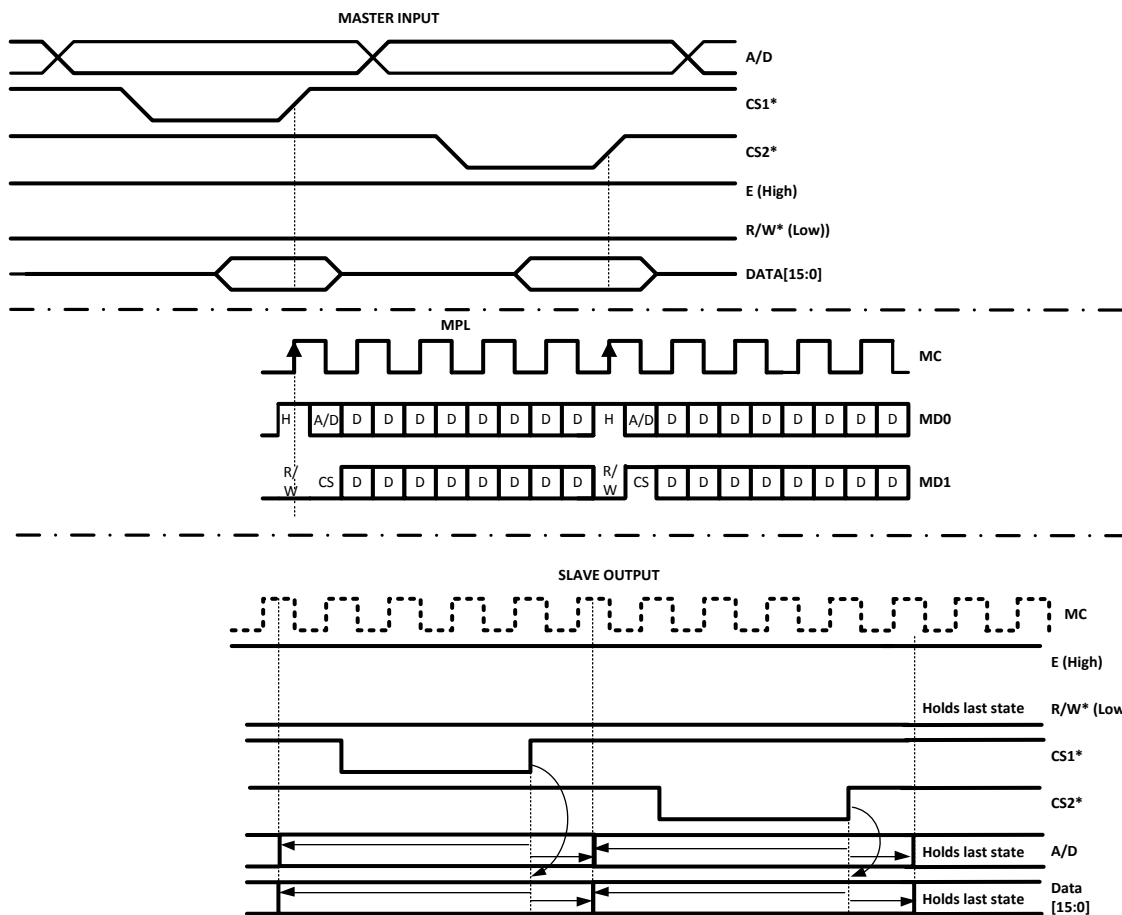 MASTER INPUT
A/D
CS1*
CS2*
E (High)
R/W* (Low))
DATA[15:0]
MPL
MC
H A/D D D D D D D D D H A/D D D D D D D D D MD0
R/
W CS D D D D D D D D R/
W CS D D D D D D D D MD1
SLAVE OUTPUT
MC
E (High)
Holds last state R/W* (Low
CS1*
CS2*
Holds last state A/D
Holds last state Data
[15:0]